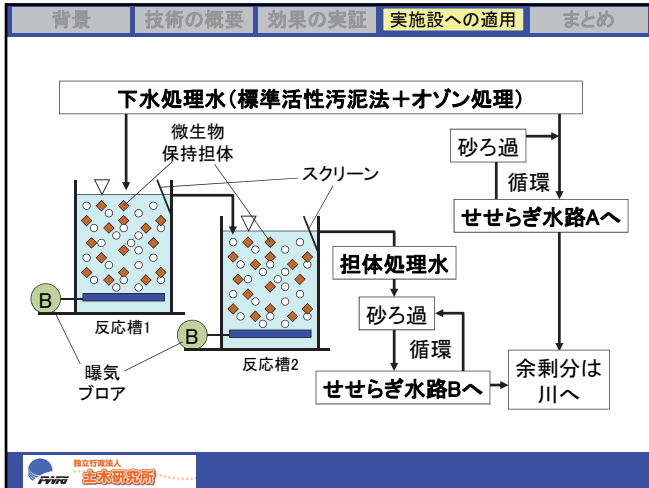 背景
技術の概要
効果の実証
実施設への適用
まとめ
下水処理水（標準活性汚泥法＋オゾン処理）
微生物
保持担体
スクリーン
砂ろ過
循環
せせらぎ水路Aへ
担体処理水
B
反応槽1
砂ろ過
B
反応槽2
循環
曝気
ブロア
せせらぎ水路Bへ
余剰分は
川へ
PWRI
独立行政法人
土木研究所